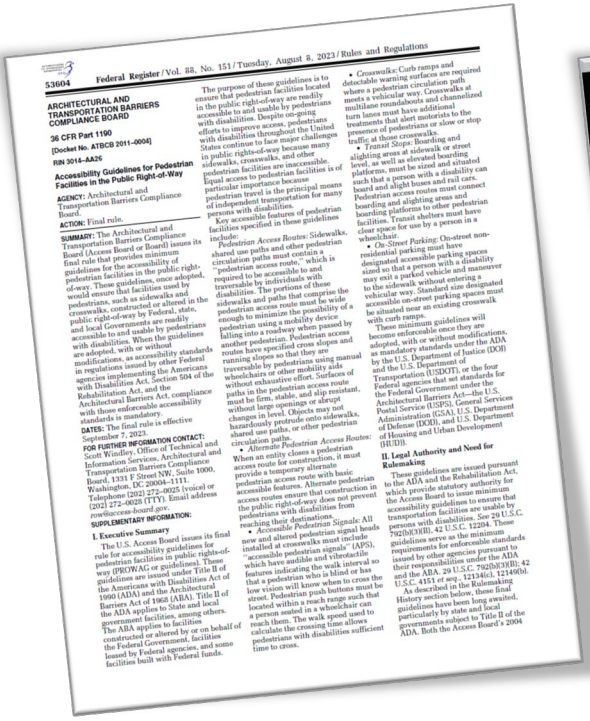 53604 Federal Register / Vol. 88, No. 151 / Tuesday, August 8, 2023 / Rules and Regulations
ARCHITECTURAL AND
TRANSPORTATION BARRIERS
COMPLIANCE BOARD
36 CFR Part 1190
[Docket No. ATBCB 2011–0004]
RIN 3014–AA26
Accessibility Guidelines for Pedestrian
Facilities in the Public Right-of-Way
AGENCY: Architectural and
Transportation Barriers Compliance
Board.
ACTION: Final rule.
SUMMARY: The Architectural and
Transportation Barriers Compliance
Board (Access Board or Board) issues its
final rule that provides minimum
guidelines for the accessibility of
pedestrian facilities in the public right-
of-way. These guidelines, once adopted,
would ensure that facilities used by
pedestrians, such as sidewalks and
crosswalks, constructed or altered in the
public right-of-way by Federal, state,
and local Governments are readily
accessible to and usable by pedestrians
with disabilities. When the guidelines
are adopted, with or without
modifications, as accessibility standards
in regulations issued by other Federal
agencies implementing the Americans
with Disabilities Act, Section 504 of the
Rehabilitation Act, and the
Architectural Barriers Act, compliance
with those enforceable accessibility
standards is mandatory.
DATES: The final rule is effective
September 7, 2023.
FOR FURTHER INFORMATION CONTACT:
Scott Windley, Office of Technical and
Information Services, Architectural and
Transportation Barriers Compliance
Board, 1331 F Street NW, Suite 1000,
Washington, DC 20004–1111.
Telephone (202) 272–0025 (voice) or
(202) 272–0028 (TTY). Email address
row@access-board.gov.
SUPPLEMENTARY INFORMATION:
I. Executive Summary
The U.S. Access Board issues its final
rule for accessibility guidelines for
pedestrian facilities in public rights-of-
way (PROWAG or guidelines). These
guidelines are issued under Title II of
the Americans with Disabilities Act of
1990 (ADA) and the Architectural
Barriers Act of 1968 (ABA). Title II of
the ADA applies to State and local
government facilities, among others.
The ABA applies to facilities
constructed or altered by or on behalf of
the Federal Government, facilities
leased by Federal agencies, and some
facilities built with Federal funds.
The purpose of these guidelines is to
ensure that pedestrian facilities located
in the public right-of-way are readily
accessible to and usable by pedestrians
with disabilities. Despite on-going
efforts to improve access, pedestrians
with disabilities throughout the United
States continue to face major challenges
in public rights-of-way because many
sidewalks, crosswalks, and other
pedestrian facilities are inaccessible.
Equal access to pedestrian facilities is of
particular importance because
pedestrian travel is the principal means
of independent transportation for many
persons with disabilities.
Key accessible features of pedestrian
facilities specified in these guidelines
include:
Pedestrian Access Routes: Sidewalks,
shared use paths and other pedestrian
circulation paths must contain a
“pedestrian access route,” which is
required to be accessible to and
traversable by individuals with
disabilities. The portions of these
sidewalks and paths that comprise the
pedestrian access route must be wide
enough to minimize the possibility of a
pedestrian using a mobility device
falling into a roadway when passed by
another pedestrian. Pedestrian access
routes have specified cross slopes and
running slopes so that they are
traversable by pedestrians using manual
wheelchairs or other mobility aids
without exhaustive effort. Surfaces of
paths in the pedestrian access route
must be firm, stable, and slip resistant,
without large openings or abrupt
changes in level. Objects may not
hazardously protrude onto sidewalks,
shared use paths, or other pedestrian
circulation paths.
• Alternate Pedestrian Access Routes:
When an entity closes a pedestrian
access route for construction, it must
provide a temporary alternate
pedestrian access route with basic
accessible features. Alternate pedestrian
access routes ensure that construction in
the public right-of-way does not prevent
pedestrians with disabilities from
reaching their destinations.
• Accessible Pedestrian Signals: All
new and altered pedestrian signal heads
installed at crosswalks must include
“accessible pedestrian signals” (APS),
which have audible and vibrotactile
features indicating the walk interval so
that a pedestrian who is blind or has
low vision will know when to cross the
street. Pedestrian push buttons must be
located within a reach range such that
a person seated in a wheelchair can
reach them. The walk speed used to
calculate the crossing time allows
pedestrians with disabilities sufficient
time to cross.
• Crosswalks: Curb ramps and
detectable warning surfaces are required
where a pedestrian circulation path
meets a vehicular way. Crosswalks at
multilane roundabouts and channelized
turn lanes must have additional
treatments that alert motorists to the
presence of pedestrians or slow or stop
traffic at these crosswalks.
• Transit Stops: Boarding and
alighting areas at sidewalk or street
level, as well as elevated boarding
platforms, must be sized and situated
such that a person with a disability can
board and alight buses and rail cars.
Pedestrian access routes must connect
boarding and alighting areas and
boarding platforms to other pedestrian
facilities. Transit shelters must have
clear space for use by a person in a
wheelchair.
• On-Street Parking: On-street non-
residential parking must have
designated accessible parking spaces
sized so that a person with a disability
may exit a parked vehicle and maneuver
to the sidewalk without entering a
vehicular way. Standard size designated
accessible on-street parking spaces must
be situated near an existing crosswalk
with curb ramps.
These minimum guidelines will
become enforceable once they are
adopted, with or without modifications,
as mandatory standards under the ADA
by the U.S. Department of Justice (DOJ)
and the U.S. Department of
Transportation (USDOT), or the four
Federal agencies that set standards for
the Federal Government under the
Architectural Barriers Act—the U.S.
Postal Service (USPS), General Services
Administration (GSA), U.S. Department
of Defense (DOD), and U.S. Department
of Housing and Urban Development
(HUD)).
II. Legal Authority and Need for
Rulemaking
These guidelines are issued pursuant
to the ADA and the Rehabilitation Act,
which provide statutory authority for
the Access Board to issue minimum
accessibility guidelines to ensure that
transportation facilities are usable by
persons with disabilities. See 29 U.S.C.
792(b)(3)(B), 42 U.S.C. 12204. These
guidelines serve as the minimum
requirements for enforceable standards
issued by other agencies pursuant to
their responsibilities under the ADA
and the ABA. 29 U.S.C. 792(b)(3)(B); 42
U.S.C. 4151 et seq., 12134(c), 12149(b).
As described in the Rulemaking
History section below, these final
guidelines have been long awaited,
particularly by state and local
governments subject to Title II of the
ADA. Both the Access Board's 2004